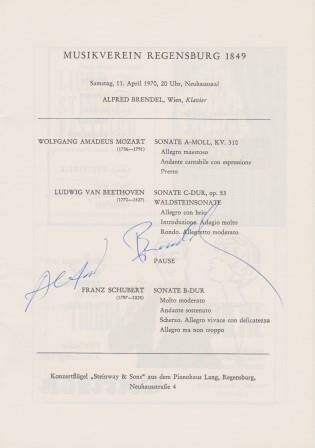 MUSIKVEREIN REGENSBURG 1849
Samstag, 11. April 1970, 20 Uhr, Neuhaussaal
ALFRED BRENDEL, Wien, Klavier
WOLFGANG AMADEUS MOZART SONATE A-MOLL, KV. 310
(1756—1791) Allegro maestoso
Andante cantabile con espressione
Presto
LUDWIG VAN BEETHOVEN SONATE C-DUR, op. 53
(1770—1827) WALDSTEINSONATE
Allegro con brio
Introduzione. Adagio molto
Rondo. Allegretto moderato
Alfred Brendel
PAUSE
FRANZ SCHUBERT SONATE B-DUR
(1797—1828) Molto moderato
Andante sostenuto
Scherzo. Allegro vivace con delicatezza
Allegro ma non troppo
Konzertflügel „Steinway & Sons" aus dem Pianohaus Lang, Regensburg,
Neuhausstraße 4